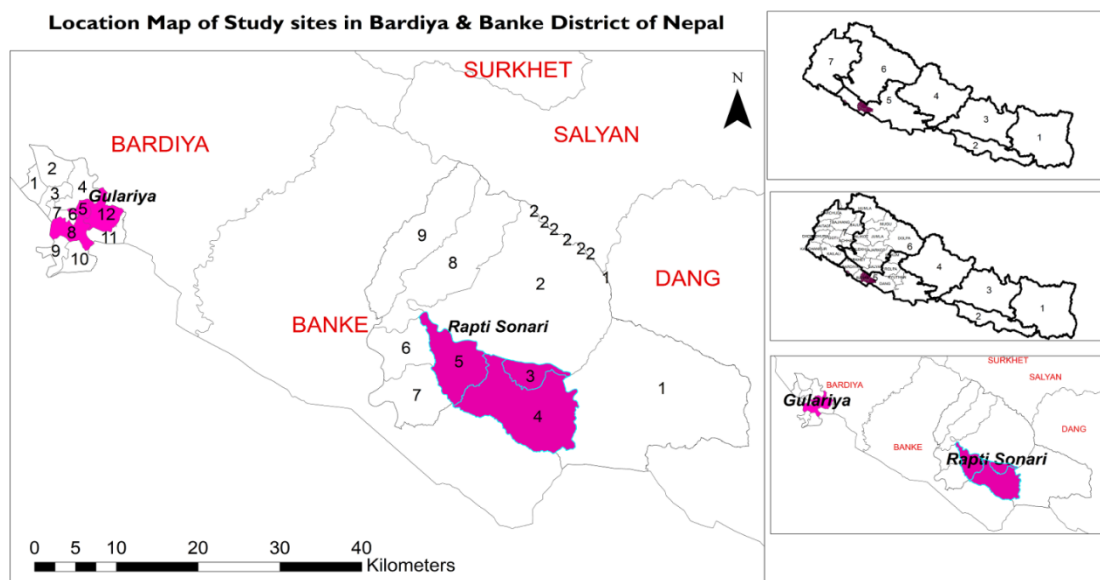 Location Map of Study sites in Bardiya & Banke District of Nepal
SURKHET
N
SALYAN
BARDIYA
2
1
4
3
Gulariya
5
7
6
12
8
11
9
10
2
2
2
2
2
2
1
9
8
2
DANG
BANKE
Rapti Sonari
6
5
3
7
4
1
0 5 10 20 30 40
Kilometers
7
6
4
5
3
1
2
6
4
3
1
2
SURKHET
SALYAN
BARDIYA
Gulariya
DANG
BANKE
Rapti Sonari